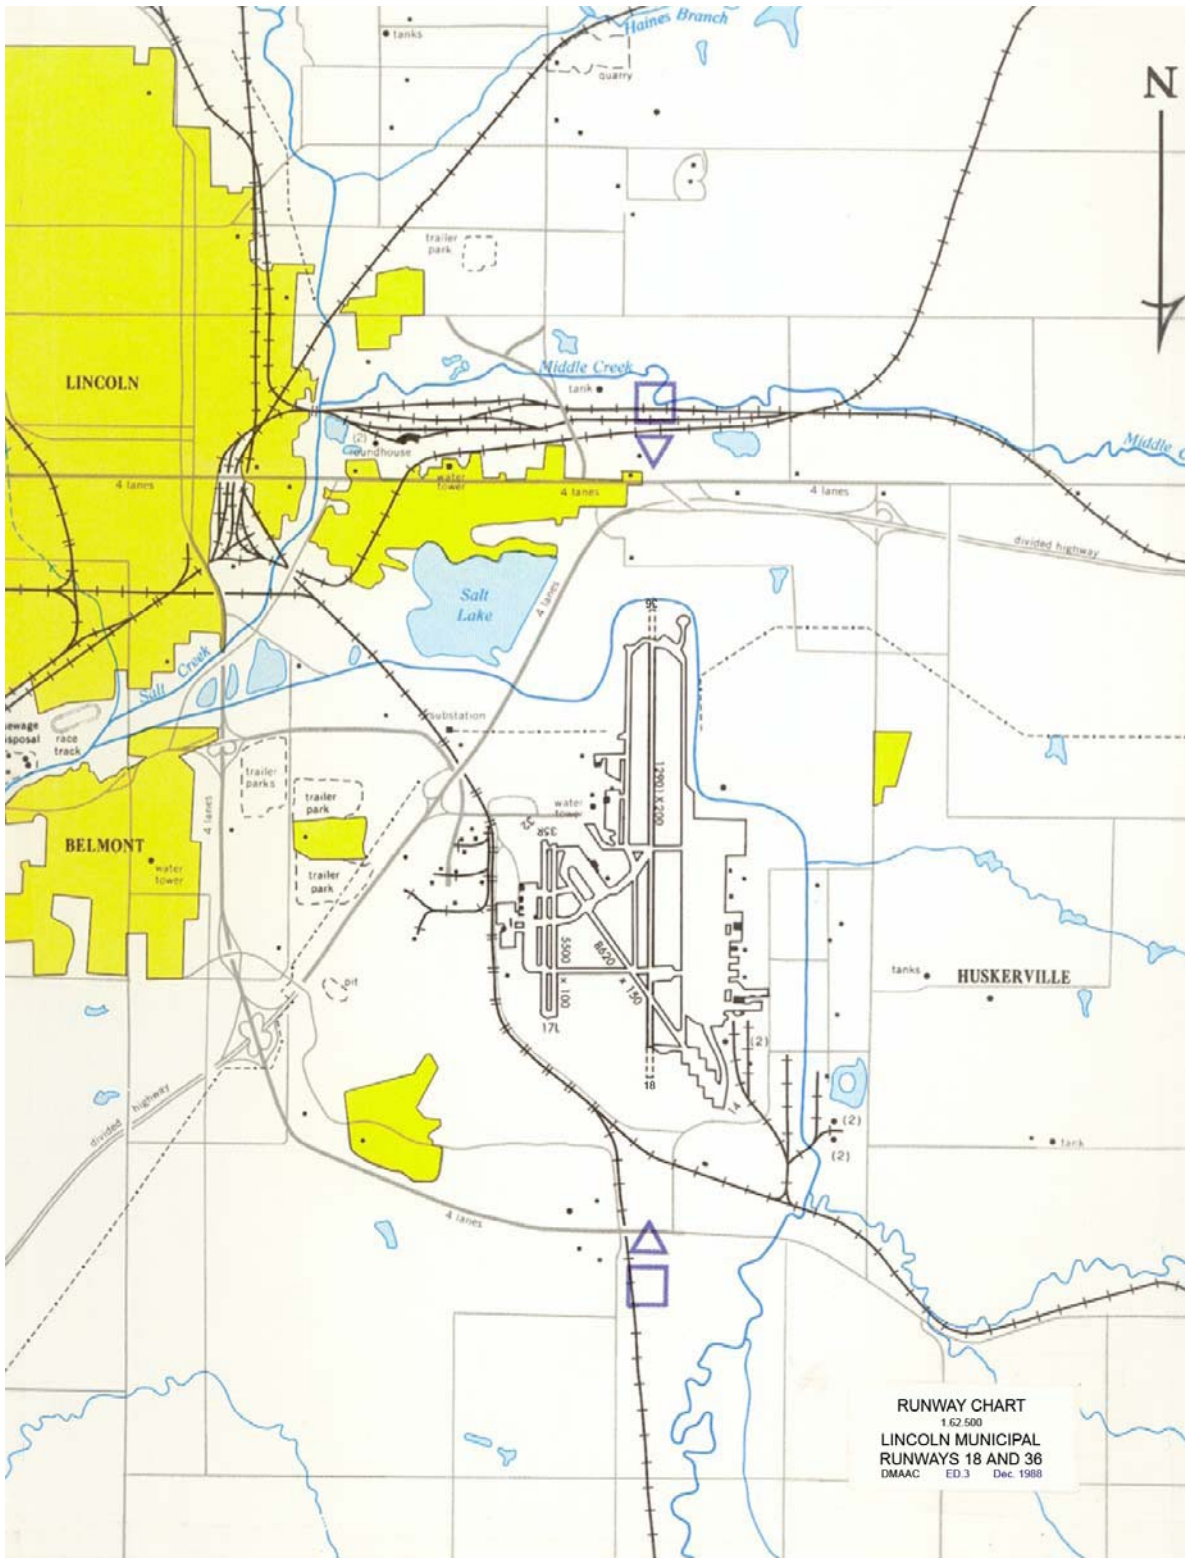 Haines Branch
tanks
quarry
N
trailer
park
Middle Creek
tank
LINCOLN
(2)
roundhouse
water
tower
4 lanes
4 lanes
4 lanes
Middle C
divided highway
Salt
Lake
4 lanes
36
Salt Creek
substation
ewage
isposal
race
track
trailer
parks
trailer
park
water
tower
12901 X 200
4 lanes
32
35R
BELMONT
water
tower
trailer
park
5500 x 100
8620 x 150
tanks
HUSKERVILLE
pit
17L
(2)
18
14
divided highway
(2)
(2)
tank
4 lanes
RUNWAY CHART
1.62.500
LINCOLN MUNICIPAL
RUNWAYS 18 AND 36
DMAAC ED.3 Dec. 1988